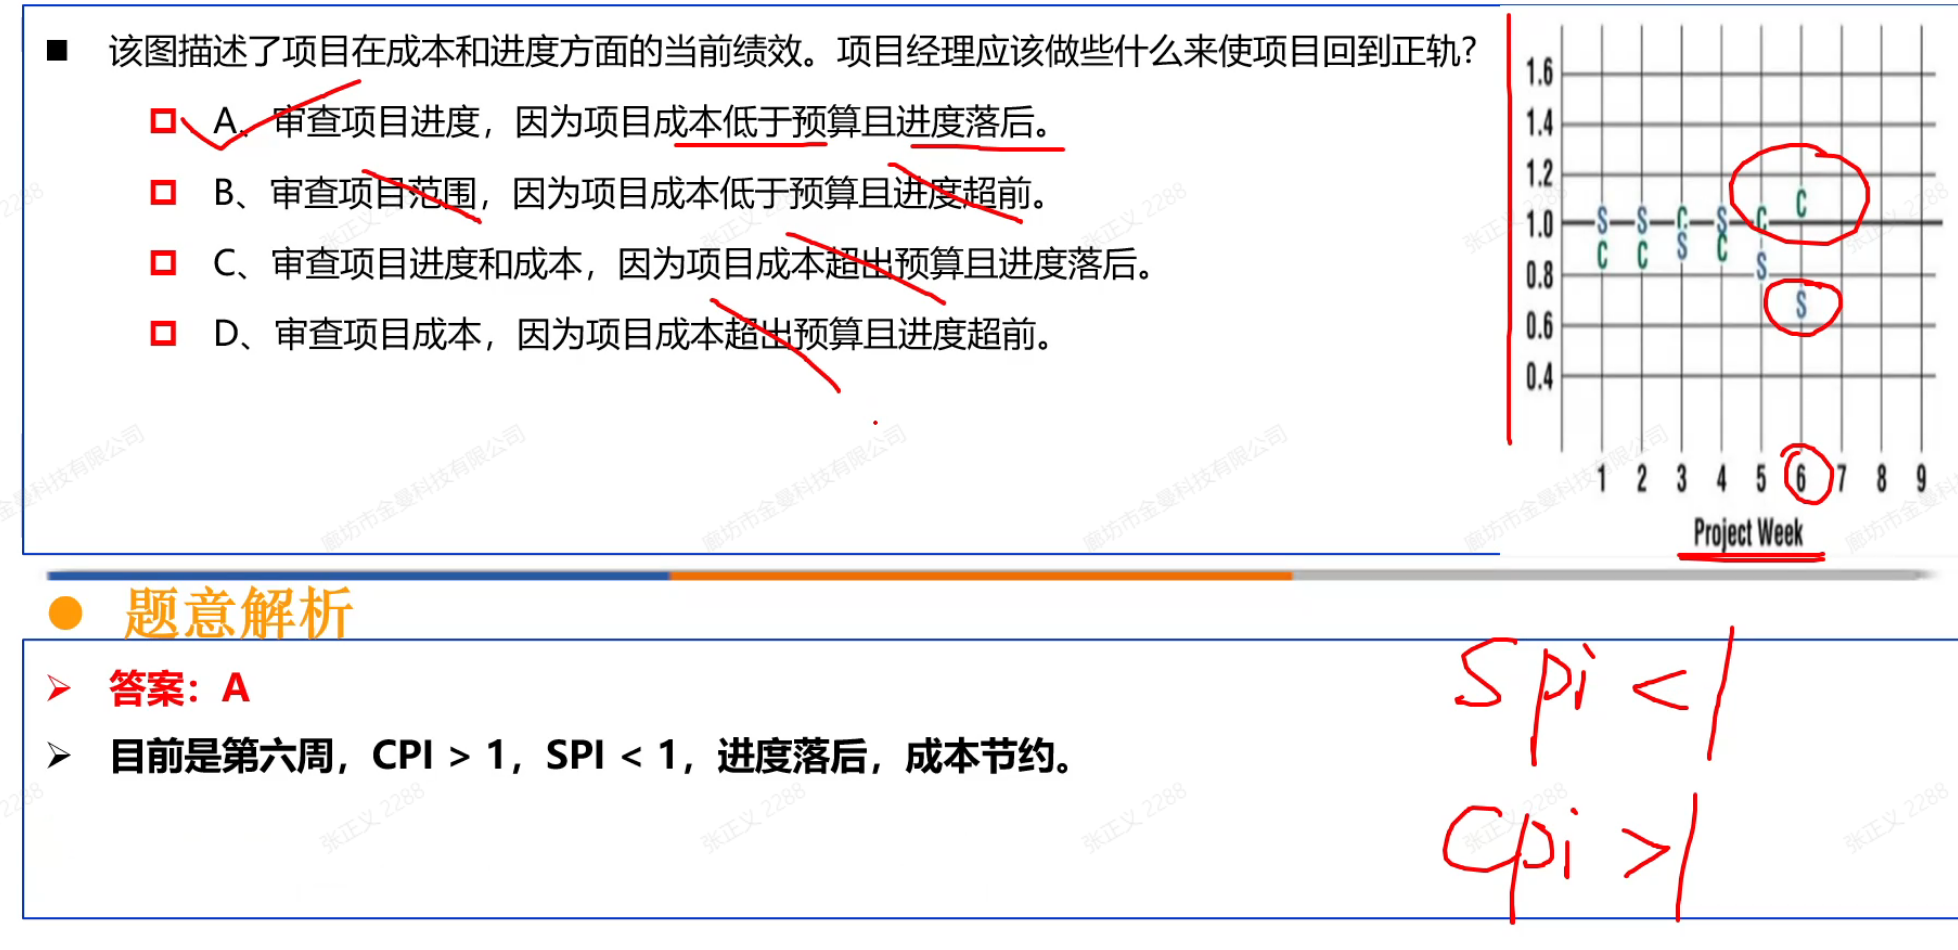 ■ 该图描述了项目在成本和进度方面的当前绩效。项目经理应该做些什么来使项目回到正轨?
A、审查项目进度，因为项目成本低于预算且进度落后。
B、审查项目范围，因为项目成本低于预算且进度超前。
C、审查项目进度和成本，因为项目成本超出预算且进度落后。
D、审查项目成本，因为项目成本超出预算且进度超前。
1.6
1.4
1.2
1.0
0.8
0.6
0.4
S S C S C C
C C S C S S
1 2 3 4 5 6 7 8 9
Project Week
● 题意解析
➢ 答案：A
➢ 目前是第六周，CPI > 1，SPI < 1，进度落后，成本节约。
Spi < 1
Cpi > 1
张正义 2288
廊坊市金曼科技有限公司